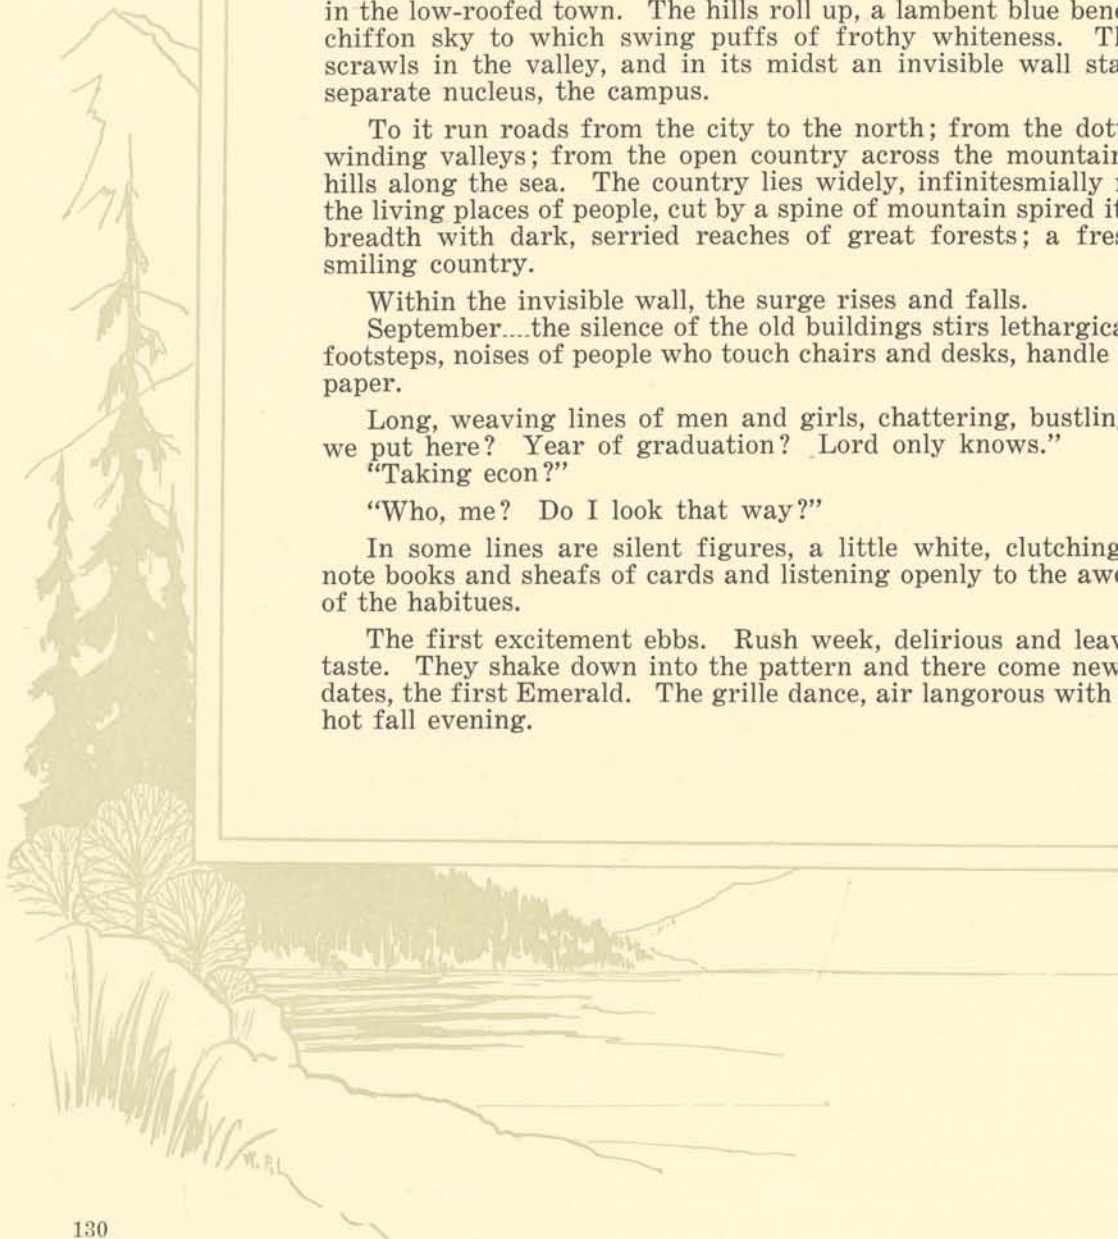 in the low-roofed town. The hills roll up, a lambent blue
chiffon sky to which swing puffs of frothy whiteness.
scrawls in the valley, and in its midst an invisible wall
separate nucleus, the campus.
To it run roads from the city to the north; from the
winding valleys; from the open country across the
hills along the sea. The country lies widely, infinitesmially
the living places of people, cut by a spine of mountain spired
breadth with dark, serried reaches of great forests; a
smiling country.
Within the invisible wall, the surge rises and falls.
September....the silence of the old buildings stirs
footsteps, noises of people who touch chairs and desks, handle
paper.
Long, weaving lines of men and girls, chattering,
we put here? Year of graduation? Lord only knows.”
“Taking econ?”
“Who, me? Do I look that way?”
In some lines are silent figures, a little white, clutching
note books and sheafs of cards and listening openly to the
of the habitues.
The first excitement ebbs. Rush week, delirious and
taste. They shake down into the pattern and there come new
dates, the first Emerald. The grille dance, air langorous with
hot fall evening.
130